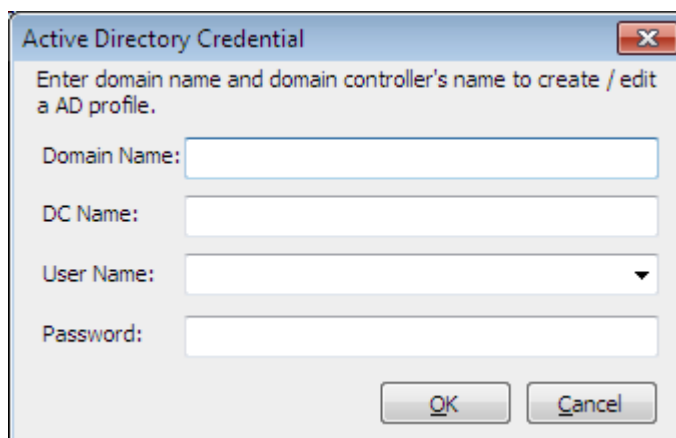 Active Directory Credential
Enter domain name and domain controller's name to create / edit
a AD profile.
Domain Name:
DC Name:
User Name:
Password:
OK
Cancel